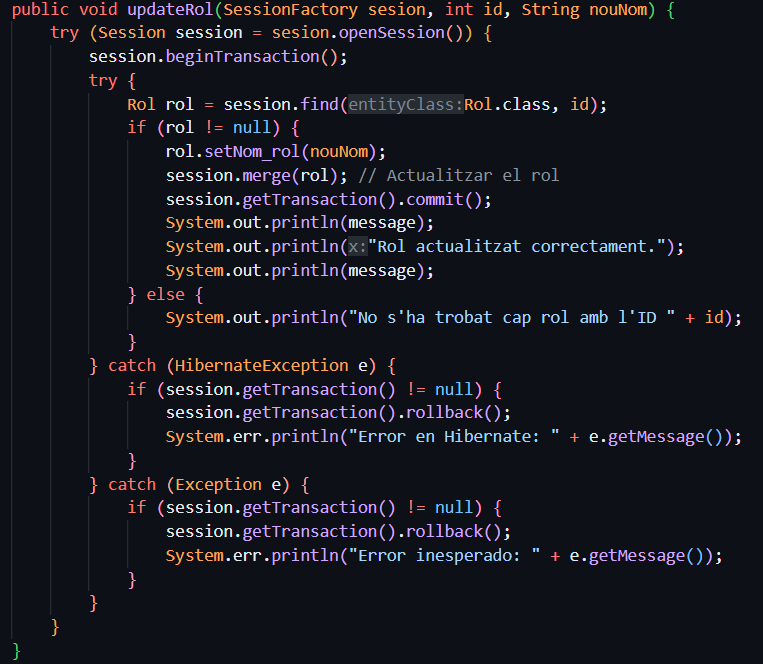 public void updateRol(SessionFactory sesion, int id, String nouNom) {
    try (Session session = sesion.openSession()) {
        session.beginTransaction();
        try {
            Rol rol = session.find(entityClass:Rol.class, id);
            if (rol != null) {
                rol.setNom_rol(nouNom);
                session.merge(rol); // Actualitzar el rol
                session.getTransaction().commit();
                System.out.println(message);
                System.out.println(x:"Rol actualitzat correctament.");
                System.out.println(message);
            } else {
                System.out.println("No s'ha trobat cap rol amb l'ID " + id);
            }
        } catch (HibernateException e) {
            if (session.getTransaction() != null) {
                session.getTransaction().rollback();
                System.err.println("Error en Hibernate: " + e.getMessage());
            }
        } catch (Exception e) {
            if (session.getTransaction() != null) {
                session.getTransaction().rollback();
                System.err.println("Error inesperado: " + e.getMessage());
            }
        }
    }
}